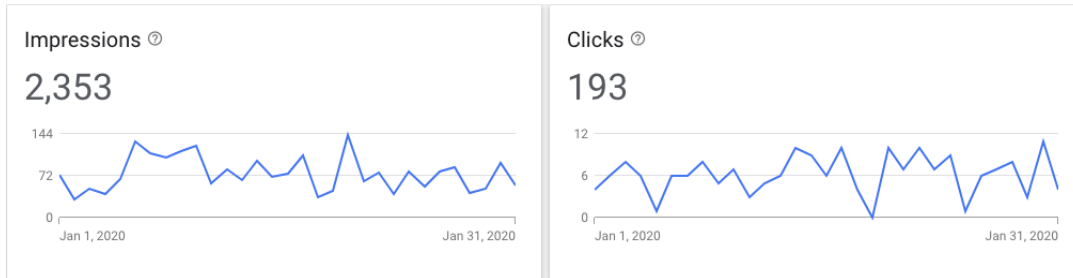 Impressions
2,353
144
72
0
Jan 1, 2020
Jan 31, 2020
Clicks
193
12
6
0
Jan 1, 2020
Jan 31, 2020